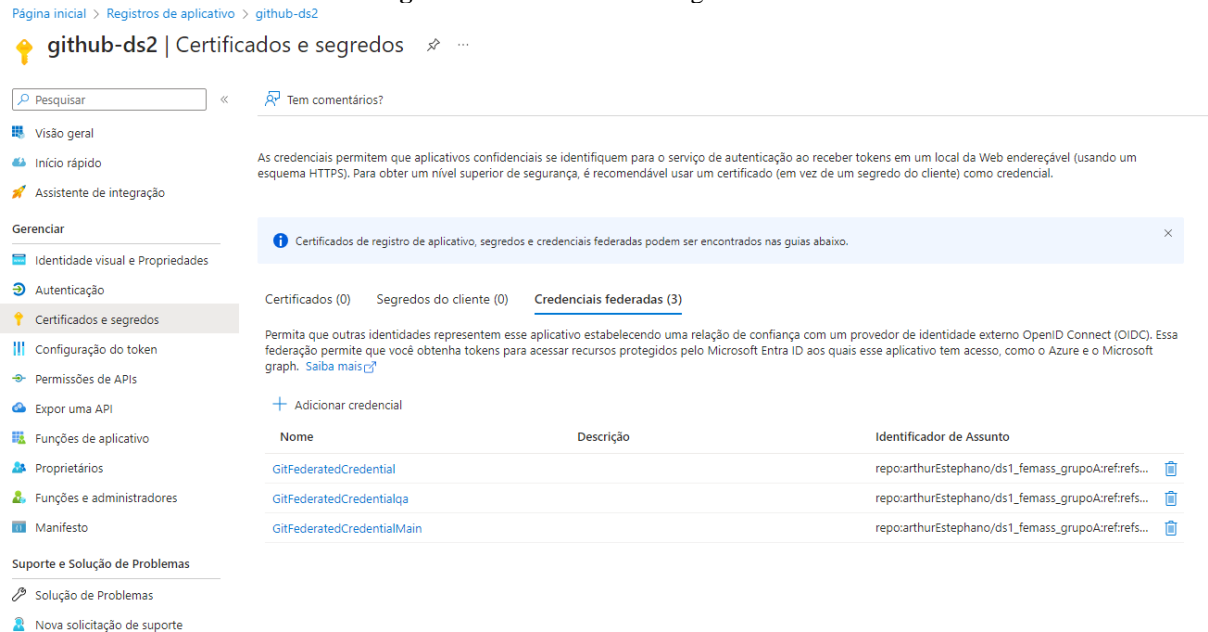 Página inicial > Registros de aplicativo > github-ds2
github-ds2 | Certificados e segredos
Pesquisar
Visão geral
Início rápido
Assistente de integração
Gerenciar
Identidade visual e Propriedades
Autenticação
Certificados e segredos
Configuração do token
Permissões de APIs
Expor uma API
Funções de aplicativo
Proprietários
Funções e administradores
Manifesto
Suporte e Solução de Problemas
Solução de Problemas
Nova solicitação de suporte
Tem comentários?
As credenciais permitem que aplicativos confidenciais se identifiquem para o serviço de autenticação ao receber tokens em um local da Web endereçável (usando um
esquema HTTPS). Para obter um nível superior de segurança, é recomendável usar um certificado (em vez de um segredo do cliente) como credencial.
Certificados de registro de aplicativo, segredos e credenciais federadas podem ser encontrados nas guias abaixo.
Certificados (0) Segredos do cliente (0) Credenciais federadas (3)
Permita que outras identidades representem esse aplicativo estabelecendo uma relação de confiança com um provedor de identidade externo OpenID Connect (OIDC). Essa
federação permite que você obtenha tokens para acessar recursos protegidos pelo Microsoft Entra ID aos quais esse aplicativo tem acesso, como o Azure e o Microsoft
graph. Saiba mais
Adicionar credencial
Nome Descrição Identificador de Assunto
GitFederatedCredential repo:arthurEstephano/ds1_femass_grupoA:ref:refs...
GitFederatedCredentialqa repo:arthurEstephano/ds1_femass_grupoA:ref:refs...
GitFederatedCredentialMain repo:arthurEstephano/ds1_femass_grupoA:ref:refs...